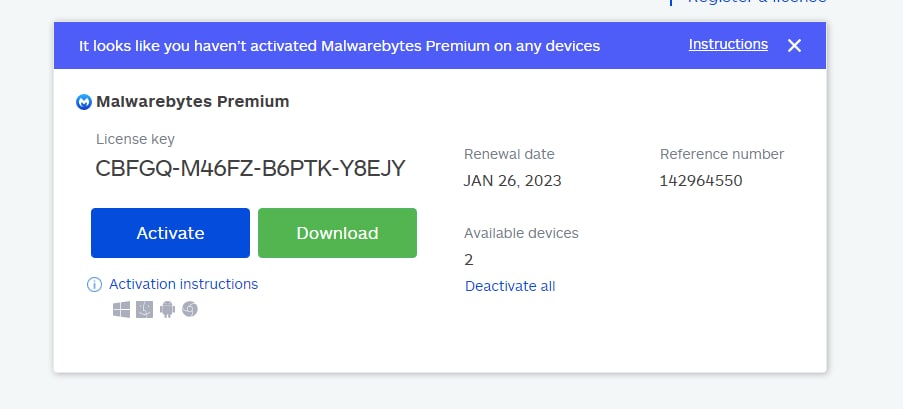 It looks like you haven't activated Malwarebytes Premium on any devices
Instructions
Malwarebytes Premium
License key
CBFGQ-M46FZ-B6PTK-Y8EJY
Renewal date
JAN 26, 2023
Reference number
142964550
Activate
Download
Available devices
2
Deactivate all
Activation instructions